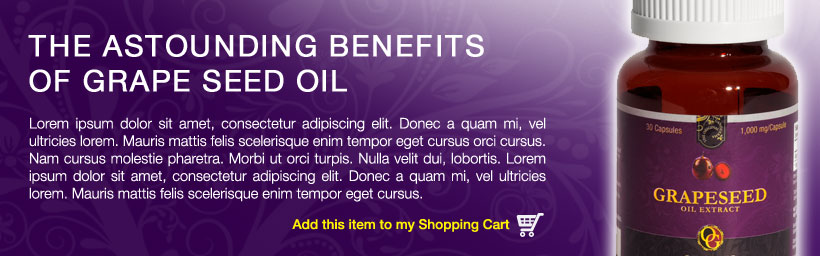 THE ASTOUNDING BENEFITS
OF GRAPE SEED OIL
Lorem ipsum dolor sit amet, consectetur adipiscing elit. Donec a quam mi, vel
ultricies lorem. Mauris mattis felis scelerisque enim tempor eget cursus orci cursus.
Nam cursus molestie pharetra. Morbi ut orci turpis. Nulla velit dui, lobortis. Lorem
ipsum dolor sit amet, consectetur adipiscing elit. Donec a quam mi, vel ultricies
lorem. Mauris mattis felis scelerisque enim tempor eget cursus.
Add this item to my Shopping Cart
30 Capsules
1,000 mg/Capsule
GRAPESEED
OIL EXTRACT